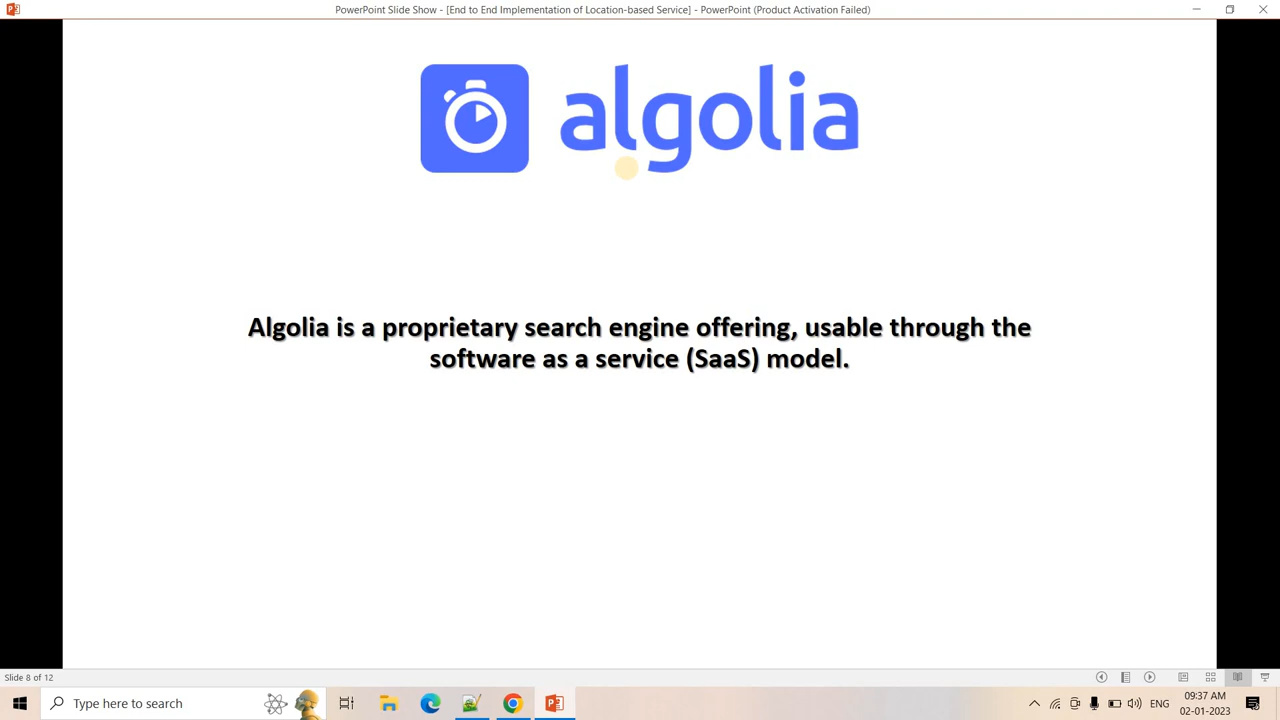 PowerPoint Slide Show - [End to End Implementation of Location-based Service] - PowerPoint (Product Activation Failed)
algolia
Algolia is a proprietary search engine offering, usable through the
software as a service (SaaS) model.
Slide 8 of 12
Type here to search
ENG
09:37 AM
02-01-2023